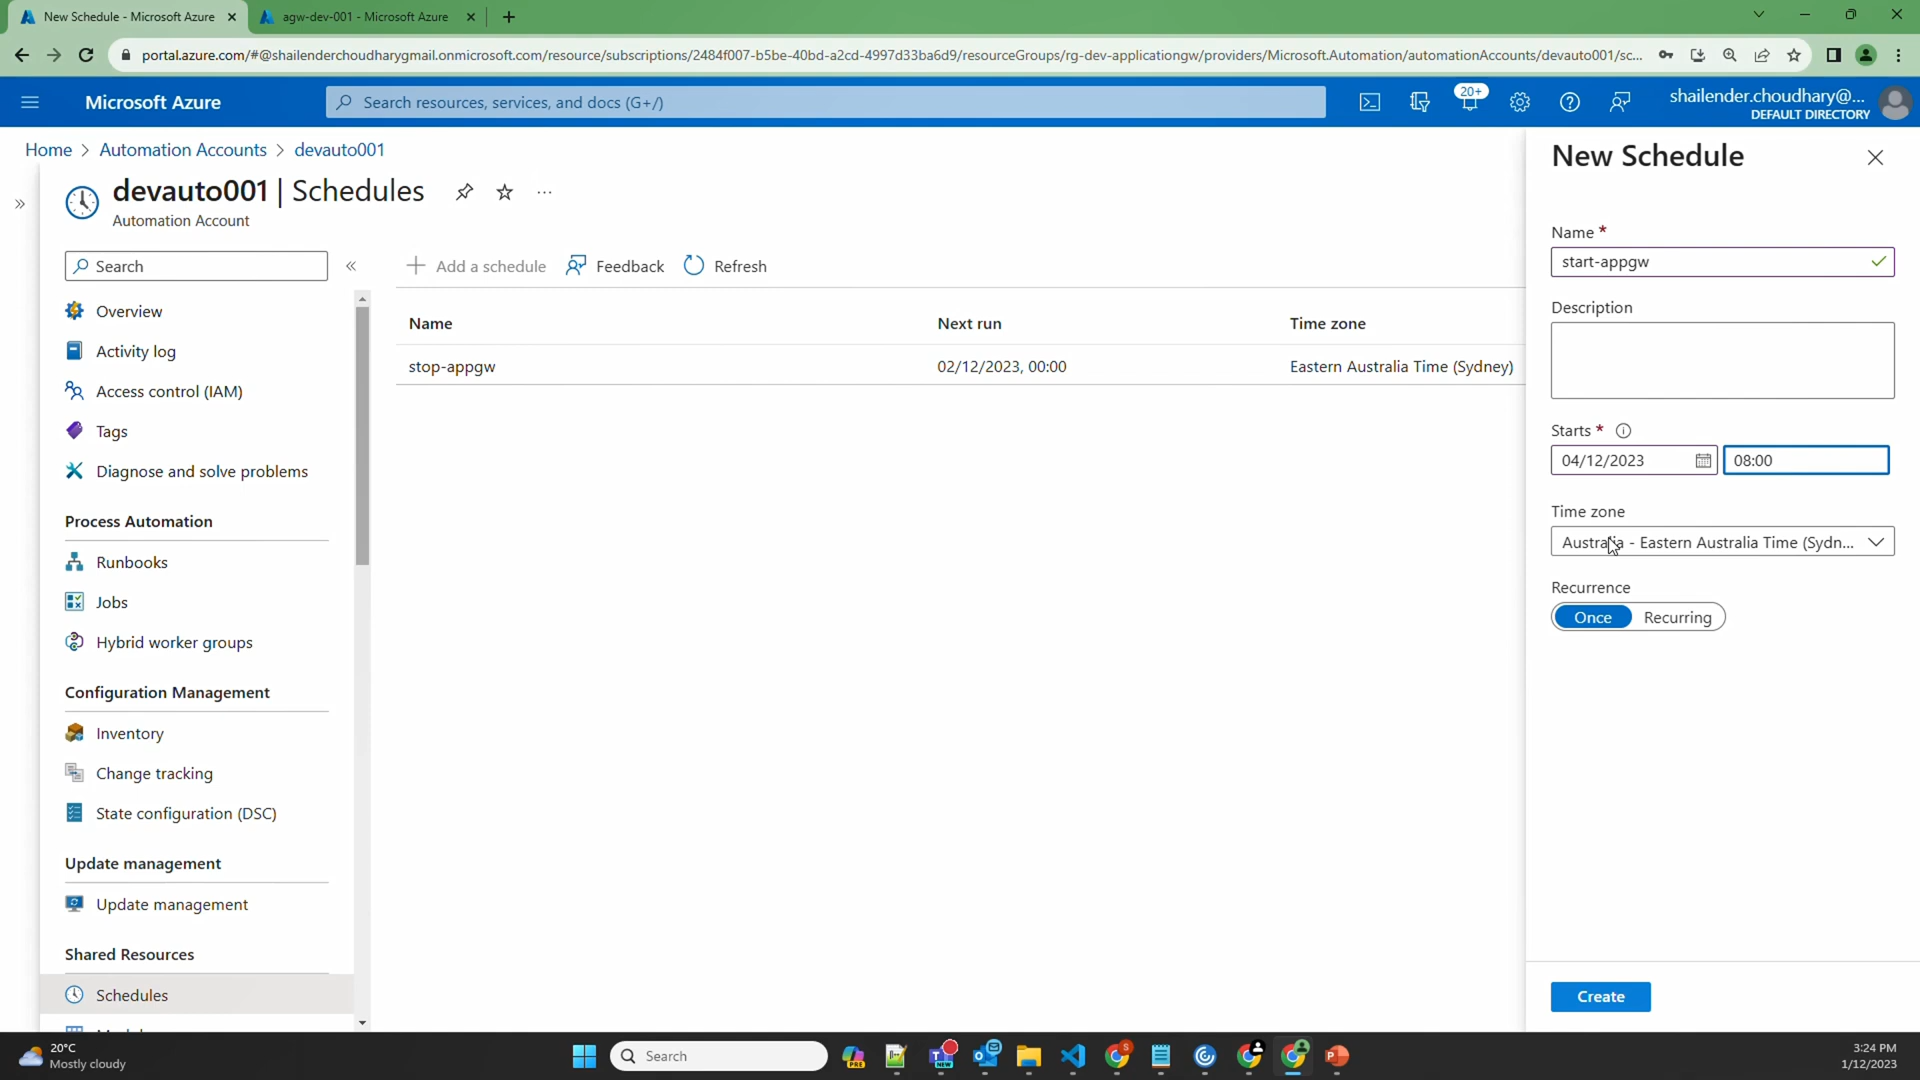 New Schedule - Microsoft Azure
agw-dev-001 - Microsoft Azure
portal.azure.com/#@shailenderchoudharygmail.onmicrosoft.com/resource/subscriptions/2484f007-b5be-40bd-a2cd-4997d33ba6d9/resourceGroups/rg-dev-applicationgw/providers/Microsoft.Automation/automationAccounts/devauto001/sc...
Microsoft Azure
Search resources, services, and docs (G+/)
20+
shailender.choudhary@...
DEFAULT DIRECTORY
Home > Automation Accounts > devauto001
devauto001 | Schedules
Automation Account
Search
Overview
Activity log
Access control (IAM)
Tags
Diagnose and solve problems
Process Automation
Runbooks
Jobs
Hybrid worker groups
Configuration Management
Inventory
Change tracking
State configuration (DSC)
Update management
Update management
Shared Resources
Schedules
Add a schedule
Feedback
Refresh
Name Next run Time zone
stop-appgw 02/12/2023, 00:00 Eastern Australia Time (Sydney)
New Schedule
Name *
start-appgw
Description
Starts *
04/12/2023 08:00
Time zone
Australia - Eastern Australia Time (Sydn...
Recurrence
Once Recurring
Create
20°C
Mostly cloudy
Search
PRE
NEW
S
3:24 PM
1/12/2023